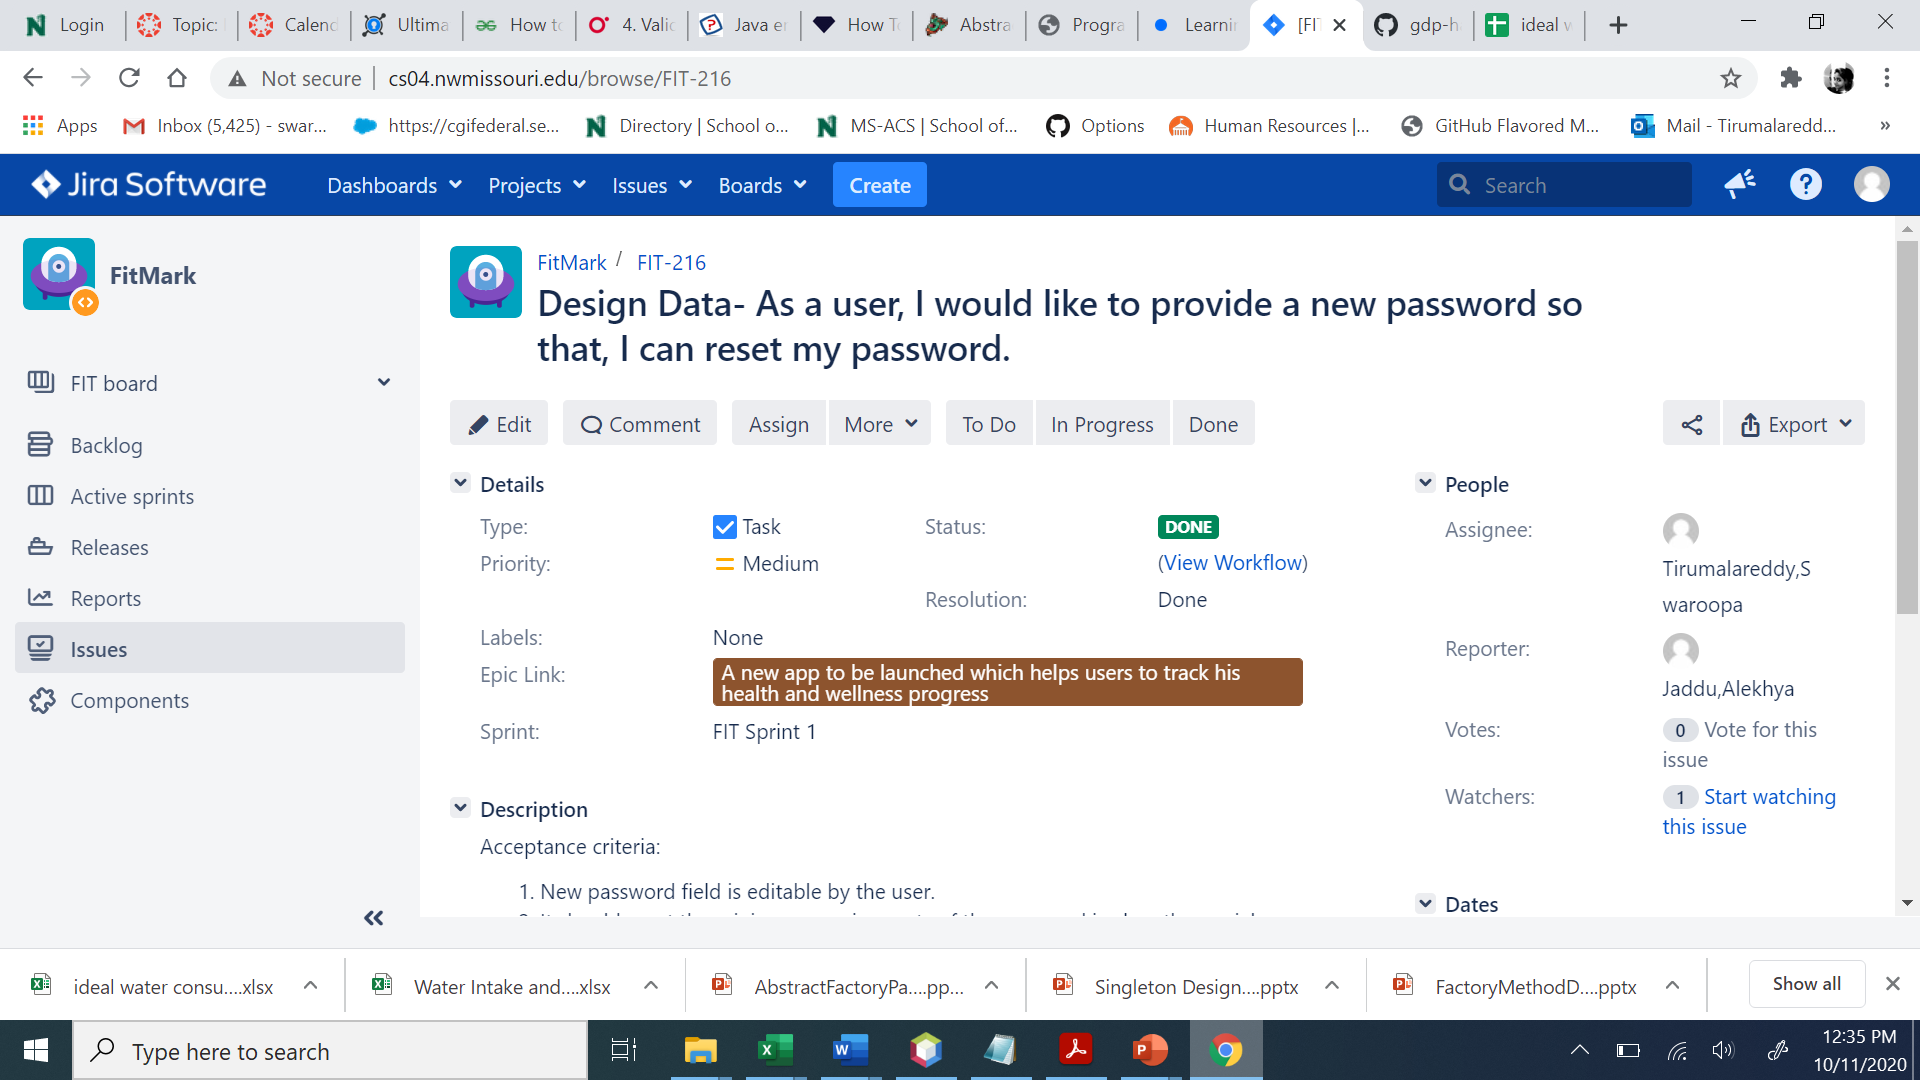 Login
Topic:
Calend
Ultima
How to
4. Valid
Java e
How T
Abstra
Progra
Learnin
[FIT
gdp-h
ideal w
Not secure
cs04.nwmissouri.edu/browse/FIT-216
Apps
Inbox (5,425) - swar...
https://cgifederal.se...
Directory | School o...
MS-ACS | School of...
Options
Human Resources |...
GitHub Flavored M...
Mail - Tirumalaredd...
»
Jira Software
Dashboards
Projects
Issues
Boards
Create
Search
FitMark
FIT board
Backlog
Active sprints
Releases
Reports
Issues
Components
FitMark / FIT-216
Design Data- As a user, I would like to provide a new password so
that, I can reset my password.
Edit
Comment
Assign
More
To Do
In Progress
Done
Export
Details
Type:
Task
Status:
DONE
Priority:
Medium
(View Workflow)
Resolution:
Done
Labels:
None
Epic Link:
A new app to be launched which helps users to track his
health and wellness progress
Sprint:
FIT Sprint 1
Description
Acceptance criteria:
1. New password field is editable by the user.
People
Assignee:
Tirumalareddy,S
waroopa
Reporter:
Jaddu,Alekhya
Votes:
0 Vote for this
issue
Watchers:
1 Start watching
this issue
Dates
ideal water consu....xlsx
Water Intake and....xlsx
AbstractFactoryPa....pp...
Singleton Design....pptx
FactoryMethodD....pptx
Show all
Type here to search
12:35 PM
10/11/2020